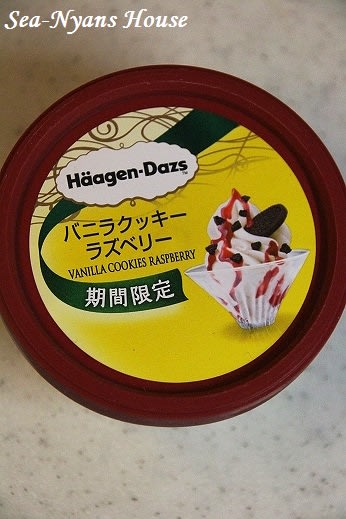 Sea-Nyans House
Häagen-Dazs™
バニラクッキー
ラズベリー
VANILLA COOKIES RASPBERRY
期間限定